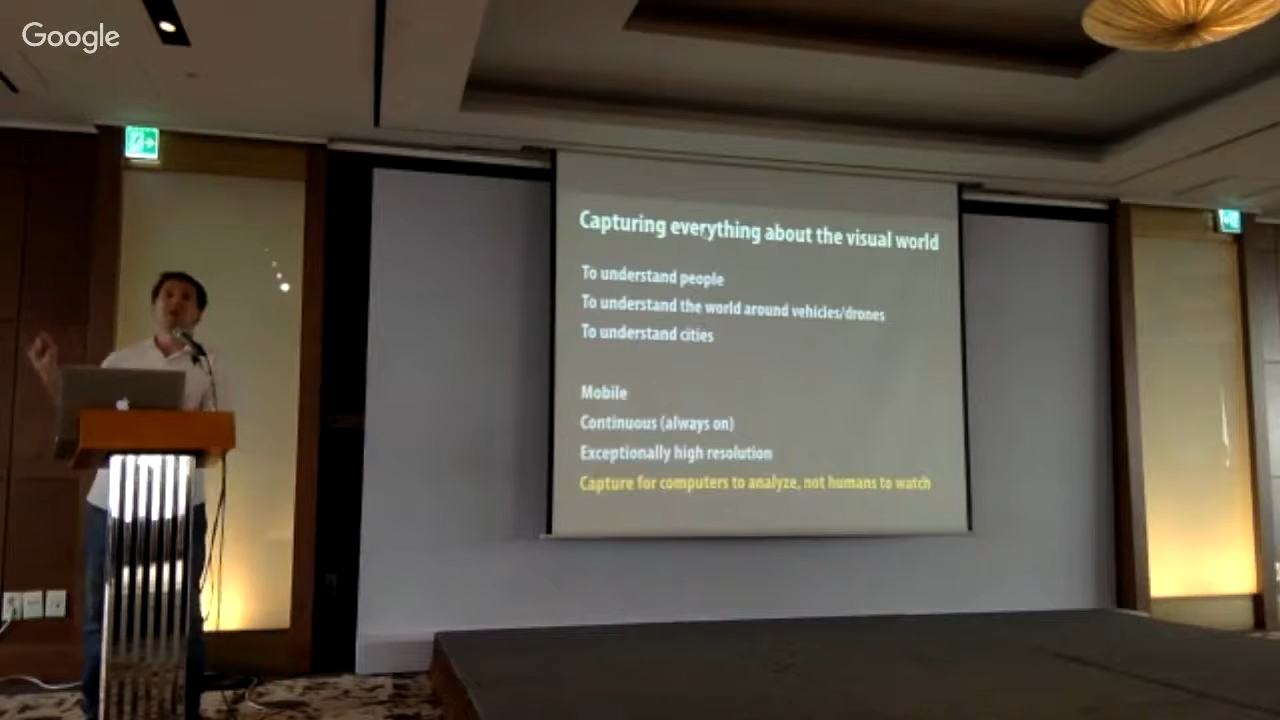 Google
Capturing everything about the visual world
To understand people
To understand the world around vehicles/drones
To understand cities
Mobile
Continuous (always on)
Exceptionally high resolution
Capture for computers to analyze, not humans to watch